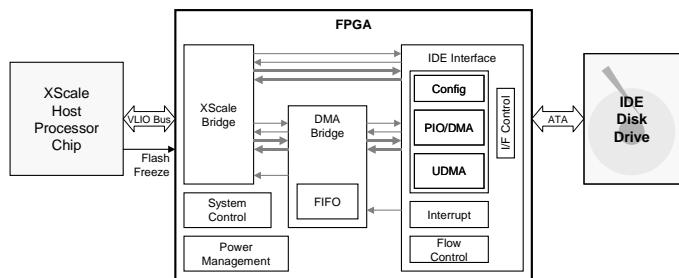 FPGA
XScale
Host
Processor
Chip
VLIO Bus
Flash
Freeze
XScale
Bridge
DMA
Bridge
FIFO
System
Control
Power
Management
IDE Interface
Config
PIO/DMA
UDMA
I/F Control
Interrupt
Flow
Control
ATA
IDE
Disk
Drive